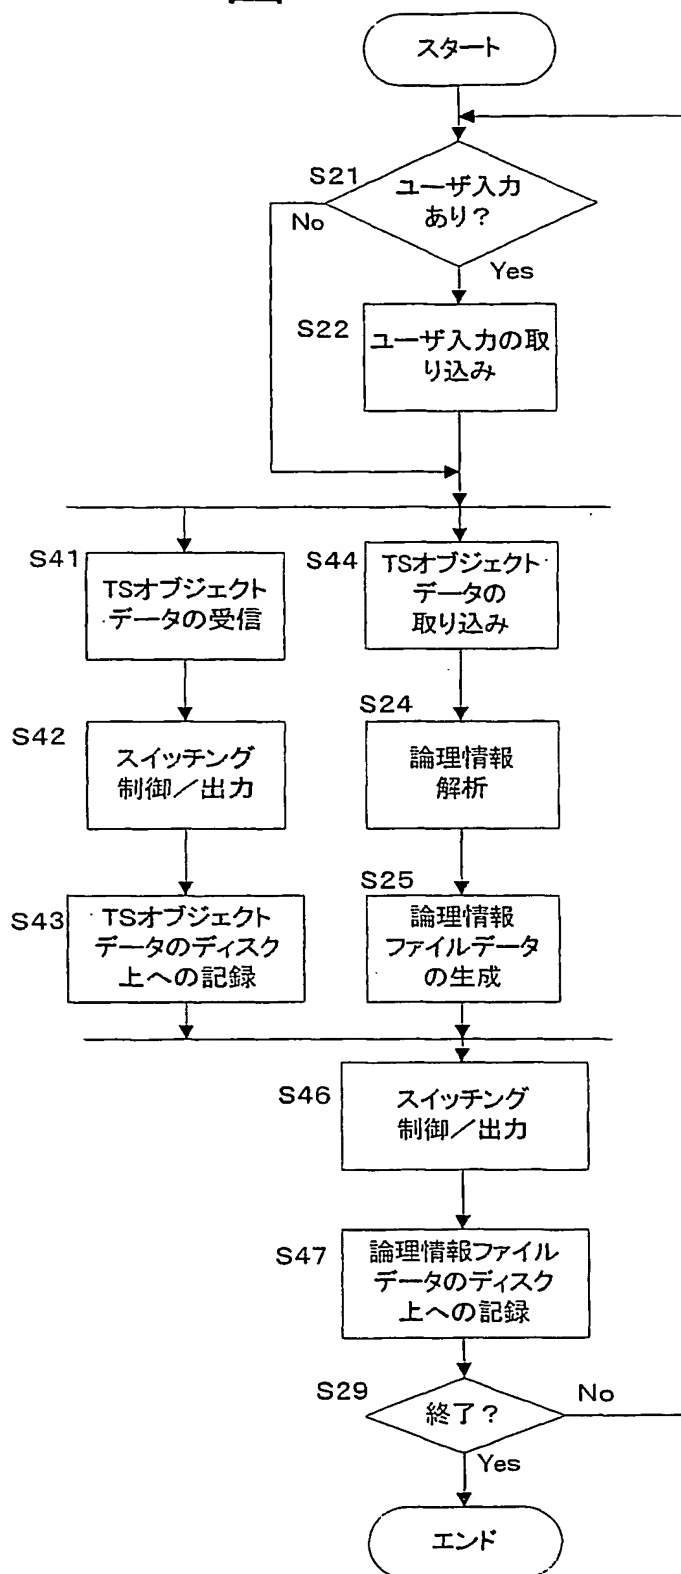 スタート
S21
ユーザ入力
あり?
No
Yes
S22
ユーザ入力の取
り込み
S41
TSオブジェクト
データの受信
S44
TSオブジェクト
データの
取り込み
S42
スイッチング
制御/出力
S24
論理情報
解析
S43
TSオブジェクト
データのディスク
上への記録
S25
論理情報
ファイルデータ
の生成
S46
スイッチング
制御/出力
S47
論理情報ファイル
データのディスク
上への記録
S29
終了?
No
Yes
エンド